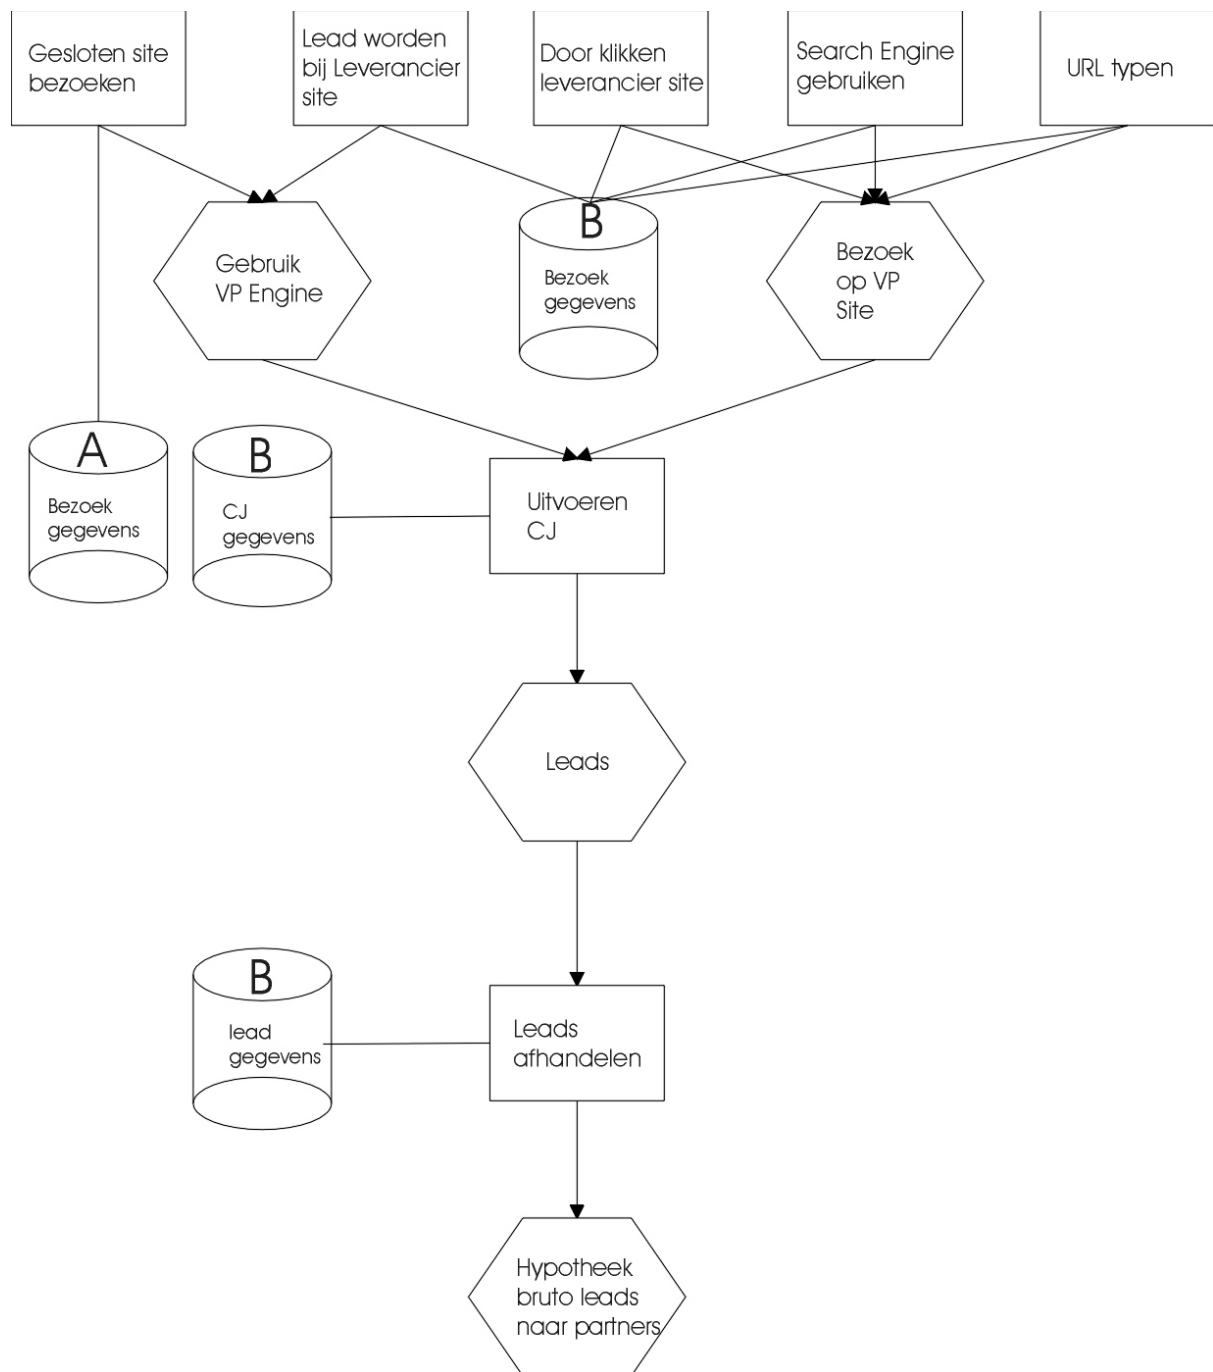 Gesloten site
bezoeken
Lead worden
bij Leverancier
site
Door klikken
leverancier site
Search Engine
gebruiken
URL typen
Gebruik
VP Engine
B
Bezoek
gegevens
Bezoek
op VP
Site
A
Bezoek
gegevens
B
CJ
gegevens
Uitvoeren
CJ
Leads
B
lead
gegevens
Leads
afhandelen
Hypotheek
bruto leads
naar partners